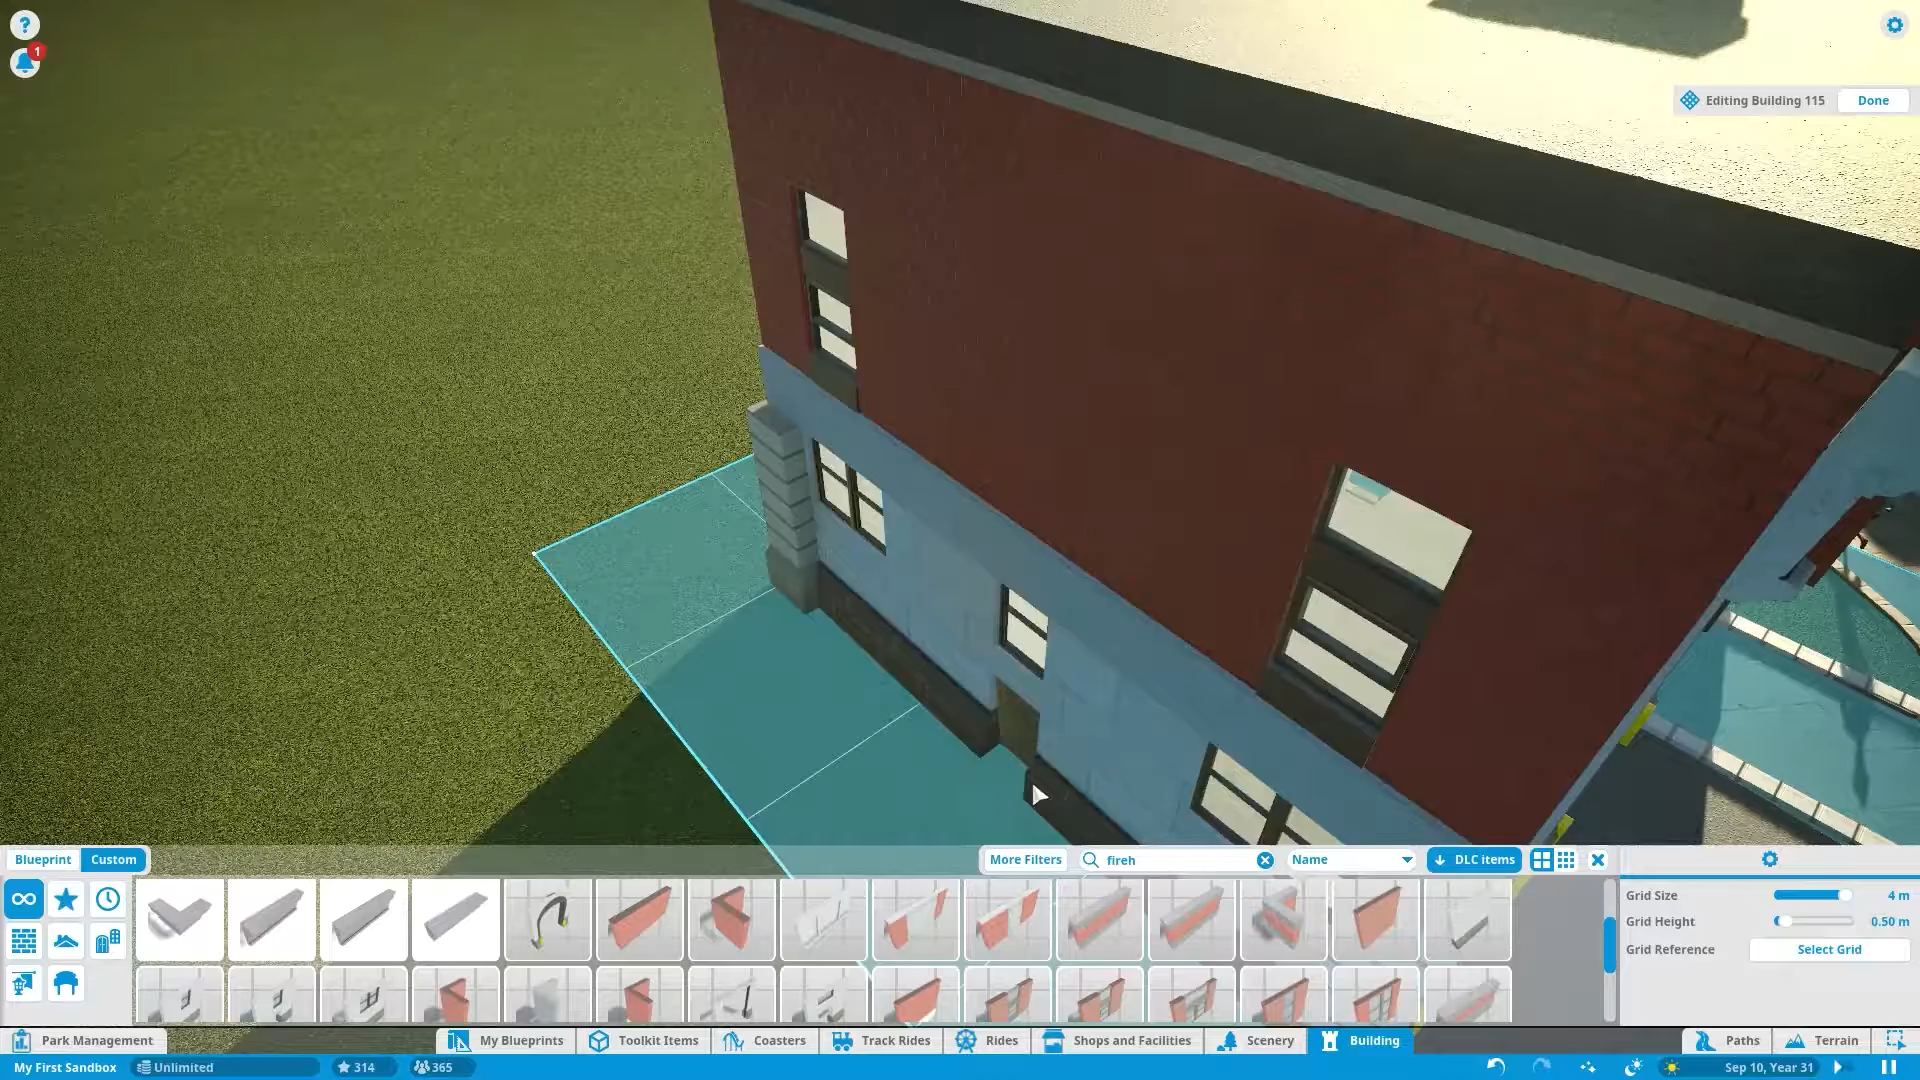 ?
1
Editing Building 115
Done
Blueprint
Custom
More Filters
fireh
Name
DLC items
Grid Size
4 m
Grid Height
0.50 m
Grid Reference
Select Grid
Park Management
My Blueprints
Toolkit Items
Coasters
Track Rides
Rides
Shops and Facilities
Scenery
Building
Paths
Terrain
My First Sandbox
Unlimited
314
365
Sep 10, Year 31